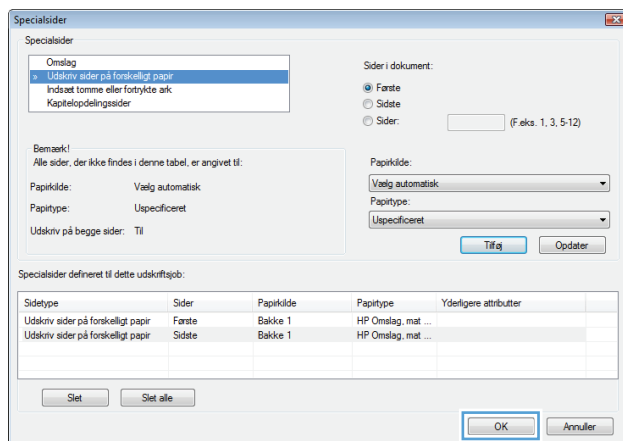 Specialsider
Specialsider
Omslag
» Udskriv sider på forskelligt papir
Indsæt tomme eller fortrykte ark
Kapitelopdelingssider
Sider i dokument:
Første
Sidste
Sider: (F.eks. 1, 3, 5-12)
Bemærk!
Alle sider, der ikke findes i denne tabel, er angivet til:
Papirkilde: Vælg automatisk
Papirtype: Uspecificeret
Udskriv på begge sider: Til
Papirkilde:
Vælg automatisk
Papirtype:
Uspecificeret
Tilføj Opdater
Specialsider defineret til dette udskriftsjob:
Sidetype Sider Papirkilde Papirtype Yderligere attributter
Udskriv sider på forskelligt papir Første Bakke 1 HP Omslag, mat ...
Udskriv sider på forskelligt papir Sidste Bakke 1 HP Omslag, mat ...
Slet Slet alle
OK Annuller